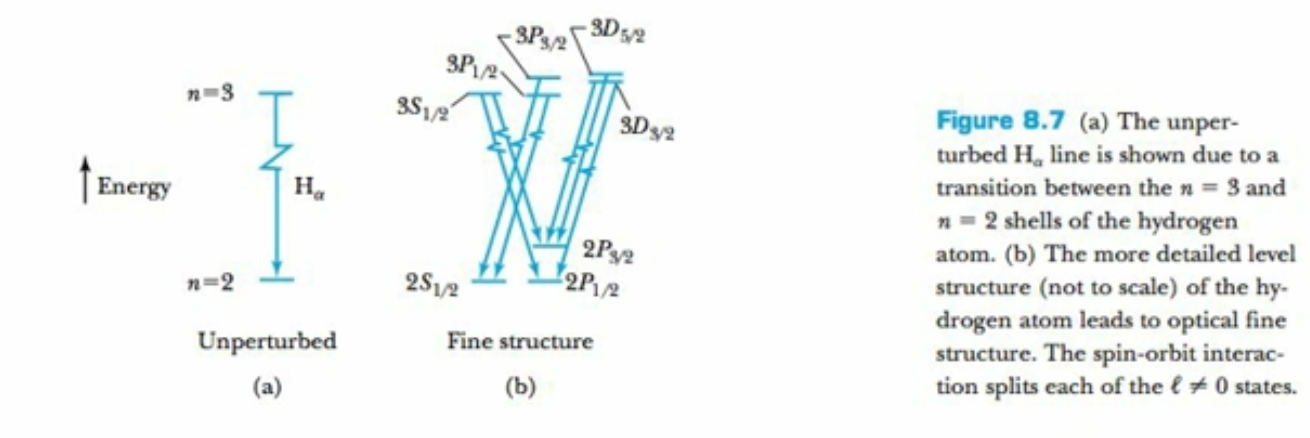 3P3/2
3D5/2
3P1/2
n=3
3S1/2
3D3/2
Energy
Hα
2P3/2
n=2
2S1/2
2P1/2
Unperturbed
Fine structure
(a)
(b)
Figure 8.7 (a) The unper-
turbed Hα line is shown due to a
transition between the n = 3 and
n = 2 shells of the hydrogen
atom. (b) The more detailed level
structure (not to scale) of the hy-
drogen atom leads to optical fine
structure. The spin-orbit interac-
tion splits each of the ℓ ≠ 0 states.